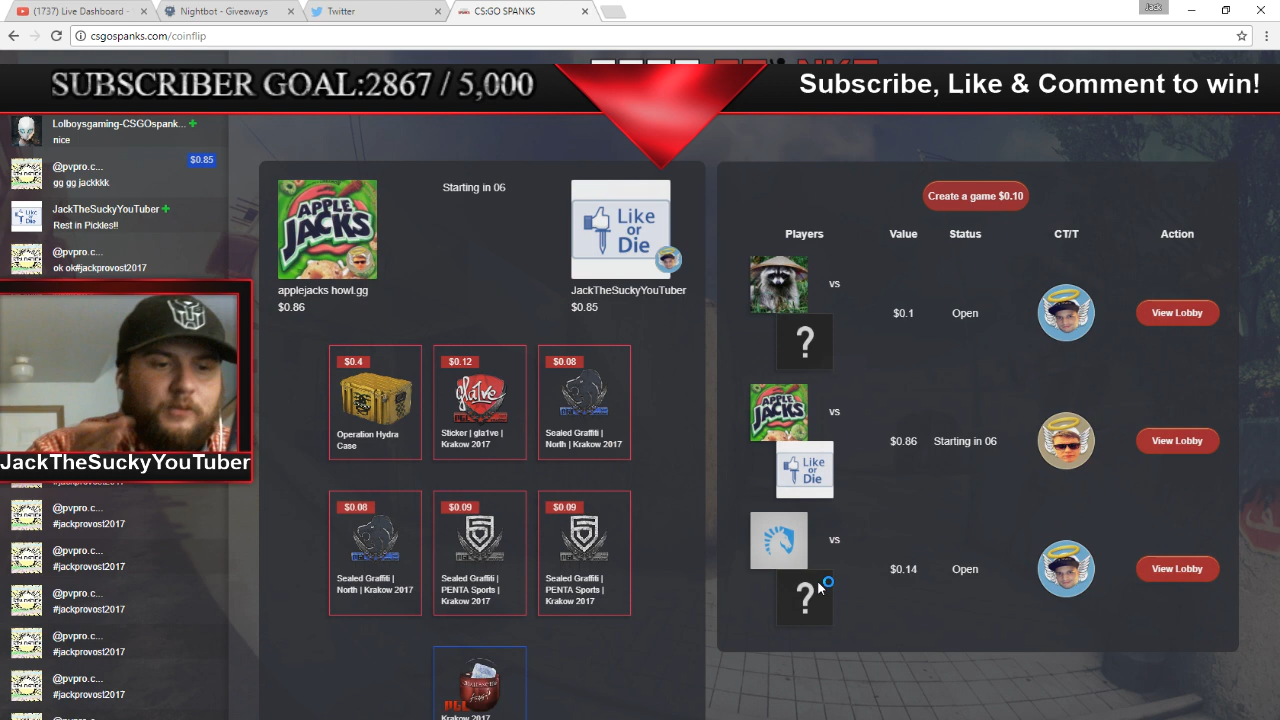 (1737) Live Dashboard -
Nightbot - Giveaways
Twitter
CS:GO SPANKS
Jack
csgospanks.com/coinflip
SUBSCRIBER GOAL:2867 / 5,000
Subscribe, Like & Comment to win!
Lolboysgaming-CSGOspank... +
nice
@pvpro.c...
$0.85
gg gg jackkkk
JackTheSuckyYouTuber +
Rest in Pickles!!
@pvpro.c...
ok ok#jackprovost2017
JackTheSuckyYouTuber
#jackprovost2017
@pvpro.c...
#jackprovost2017
@pvpro.c...
#jackprovost2017
@pvpro.c...
#jackprovost2017
@pvpro.c...
#jackprovost2017
@pvpro.c...
#jackprovost2017
APPLE
JACKS
Starting in 06
Like
or
Die
applejacks howl.gg
$0.86
JackTheSuckyYouTuber
$0.85
$0.4
Operation Hydra
Case
$0.12
gla1ve
Sticker | gla1ve |
Krakow 2017
$0.08
Sealed Graffiti |
North | Krakow 2017
$0.08
Sealed Graffiti |
North | Krakow 2017
$0.09
Sealed Graffiti |
PENTA Sports |
Krakow 2017
$0.09
Sealed Graffiti |
PENTA Sports |
Krakow 2017
Krakow 2017
Create a game $0.10
Players
Value
Status
CT/T
Action
vs
?
$0.1
Open
View Lobby
APPLE
JACKS
vs
Like
or
Die
$0.86
Starting in 06
View Lobby
vs
?
$0.14
Open
View Lobby